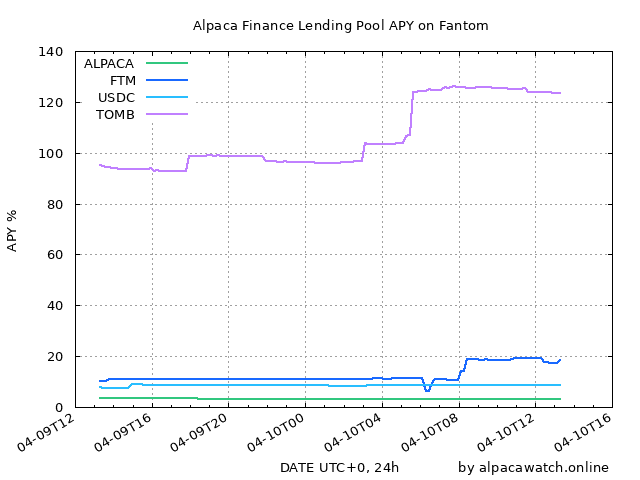 Alpaca Finance Lending Pool APY on Fantom
APY %
140
120
100
80
60
40
20
0
ALPACA
FTM
USDC
TOMB
04-09T12
04-09T16
04-09T20
04-10T00
04-10T04
04-10T08
04-10T12
04-10T16
DATE UTC+0, 24h
by alpacawatch.online